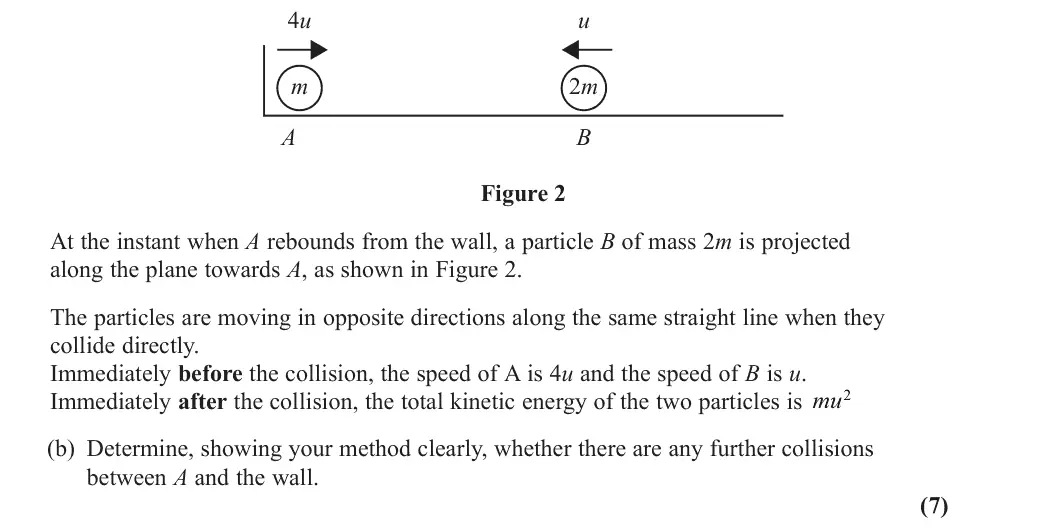 4u u
m 2m
A B
Figure 2
At the instant when A rebounds from the wall, a particle B of mass 2m is projected
along the plane towards A, as shown in Figure 2.
The particles are moving in opposite directions along the same straight line when they
collide directly.
Immediately before the collision, the speed of A is 4u and the speed of B is u.
Immediately after the collision, the total kinetic energy of the two particles is mu²
(b) Determine, showing your method clearly, whether there are any further collisions
between A and the wall.
(7)